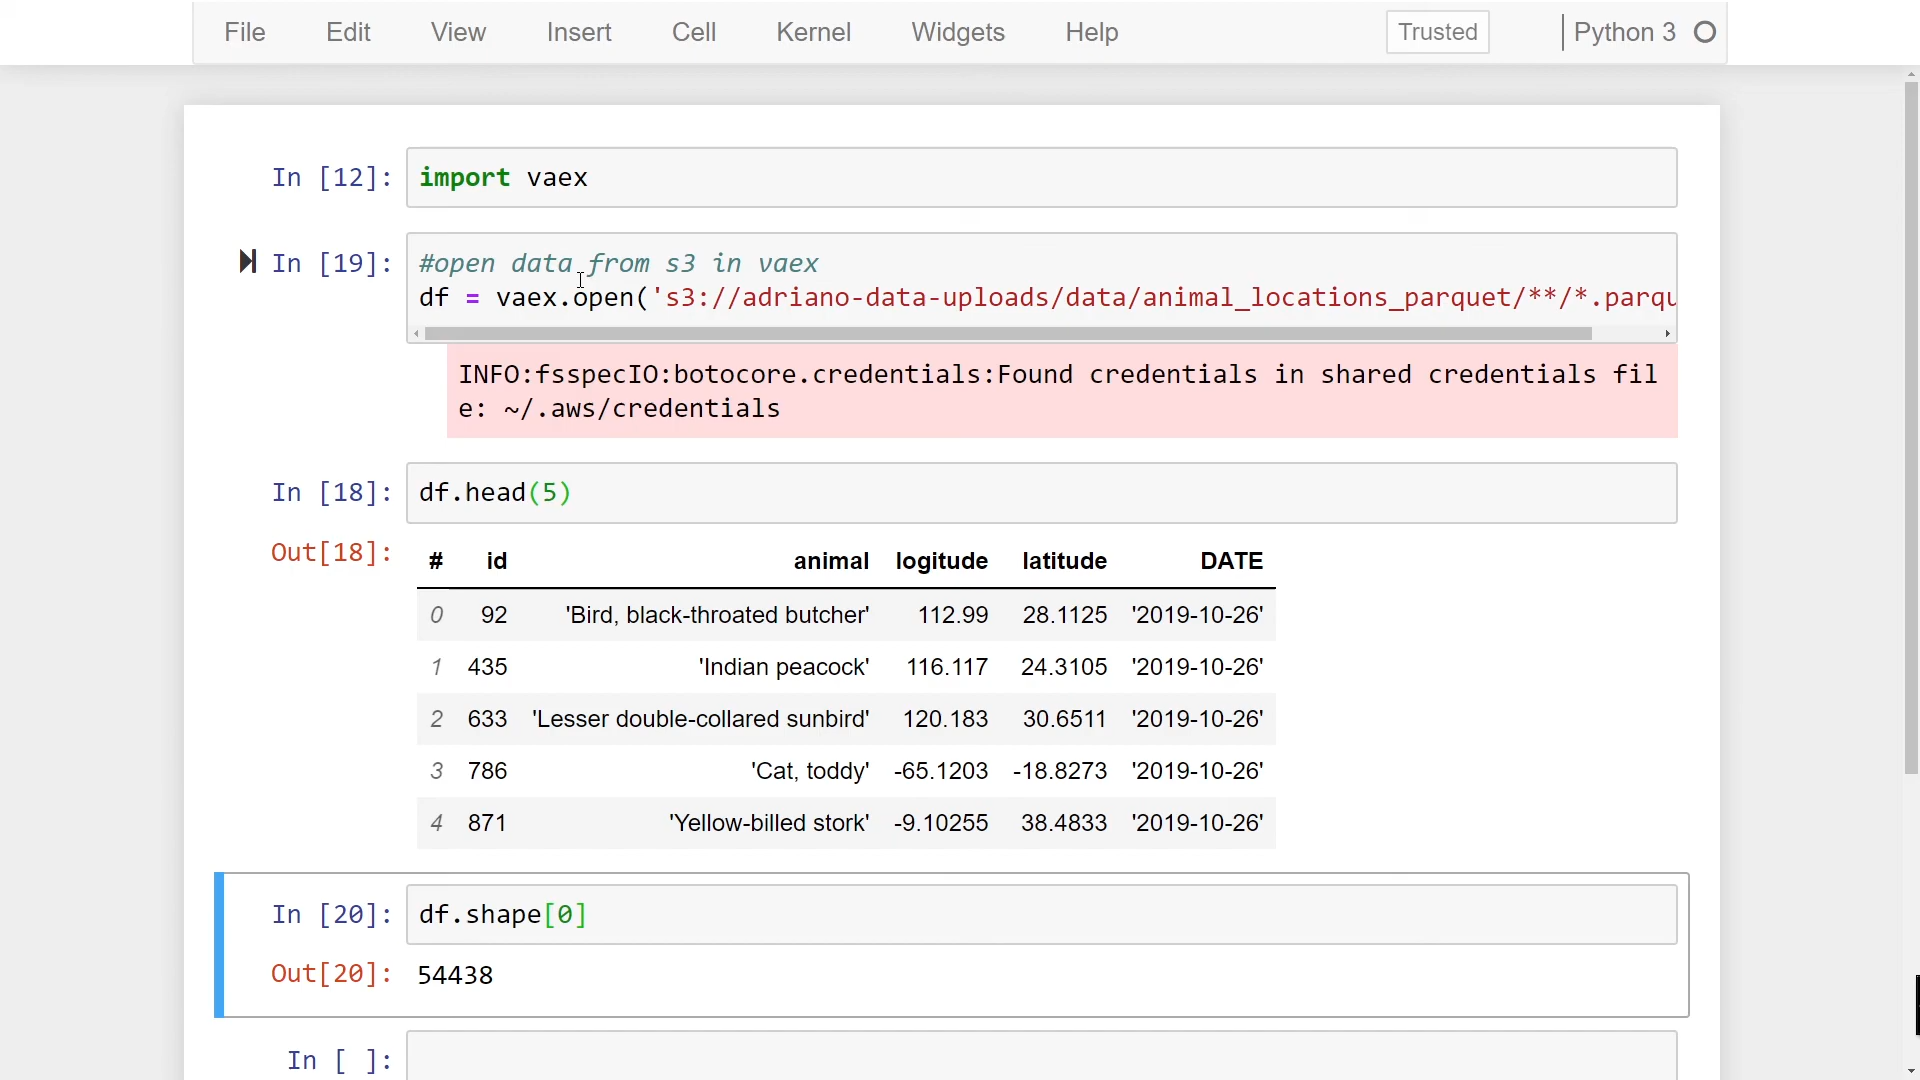 File Edit View Insert Cell Kernel Widgets Help Trusted Python 3
In [12]: import vaex
In [19]: #open data from s3 in vaex
df = vaex.open('s3://adriano-data-uploads/data/animal_locations_parquet/**/*.parqu
INFO:fsspecIO:botocore.credentials:Found credentials in shared credentials fil
e: ~/.aws/credentials
In [18]: df.head(5)
Out[18]: # id animal logitude latitude DATE
0 92 'Bird, black-throated butcher' 112.99 28.1125 '2019-10-26'
1 435 'Indian peacock' 116.117 24.3105 '2019-10-26'
2 633 'Lesser double-collared sunbird' 120.183 30.6511 '2019-10-26'
3 786 'Cat, toddy' -65.1203 -18.8273 '2019-10-26'
4 871 'Yellow-billed stork' -9.10255 38.4833 '2019-10-26'
In [20]: df.shape[0]
Out[20]: 54438
In [ ]: